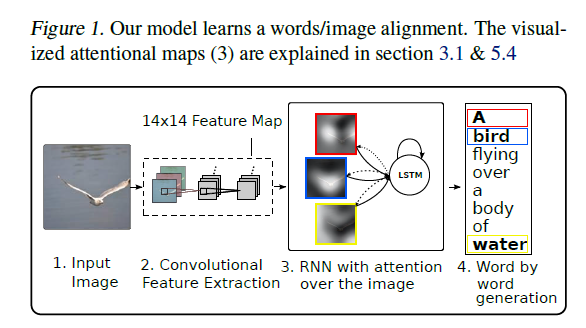 Figure 1. Our model learns a words/image alignment. The visual-
ized attentional maps (3) are explained in section 3.1 & 5.4
14x14 Feature Map
LSTM
A
bird
flying
over
a
body
of
water
1. Input
Image
2. Convolutional
Feature Extraction
3. RNN with attention
over the image
4. Word by
word
generation